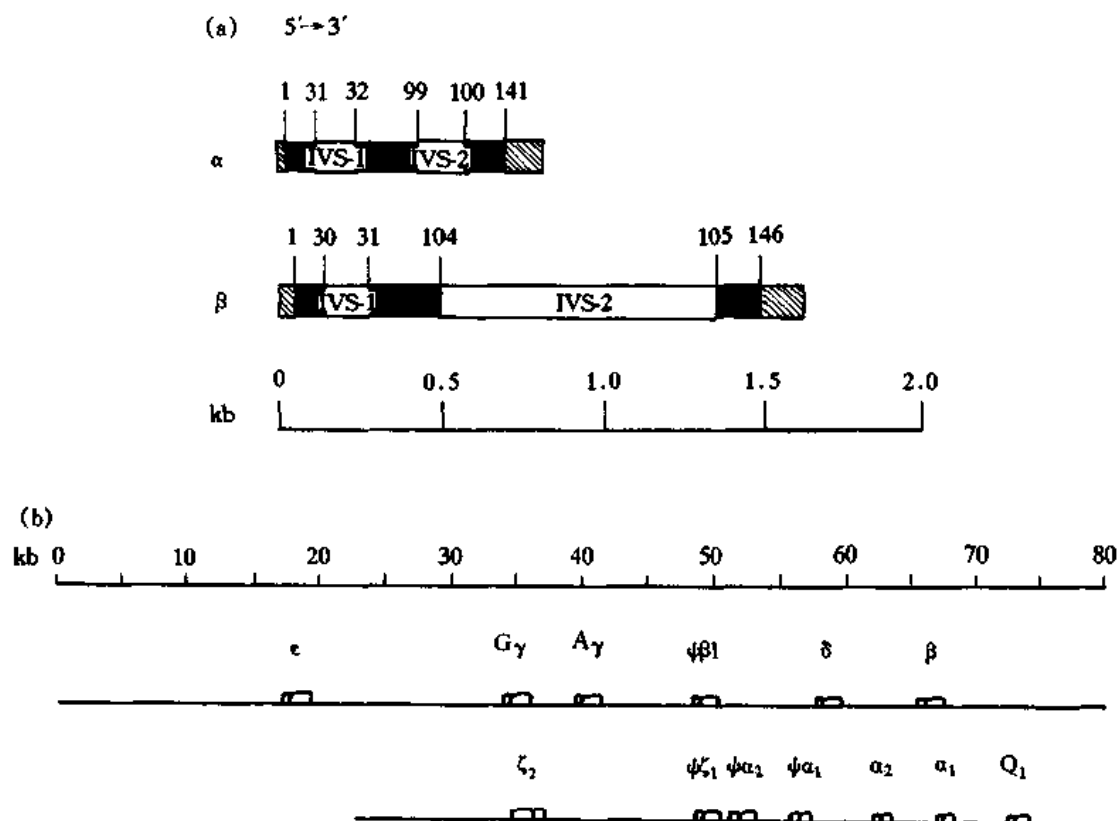 (a) 5′→3′
1 31 32 99 100 141
α IVS-1 IVS-2
1 30 31 104 105 146
β IVS-1 IVS-2
0 0.5 1.0 1.5 2.0
kb
(b)
kb 0 10 20 30 40 50 60 70 80
ε Gγ Aγ ψβ1 δ β
ζ₂ ψζ₁ ψα₂ ψα₁ α₂ α₁ Q₁